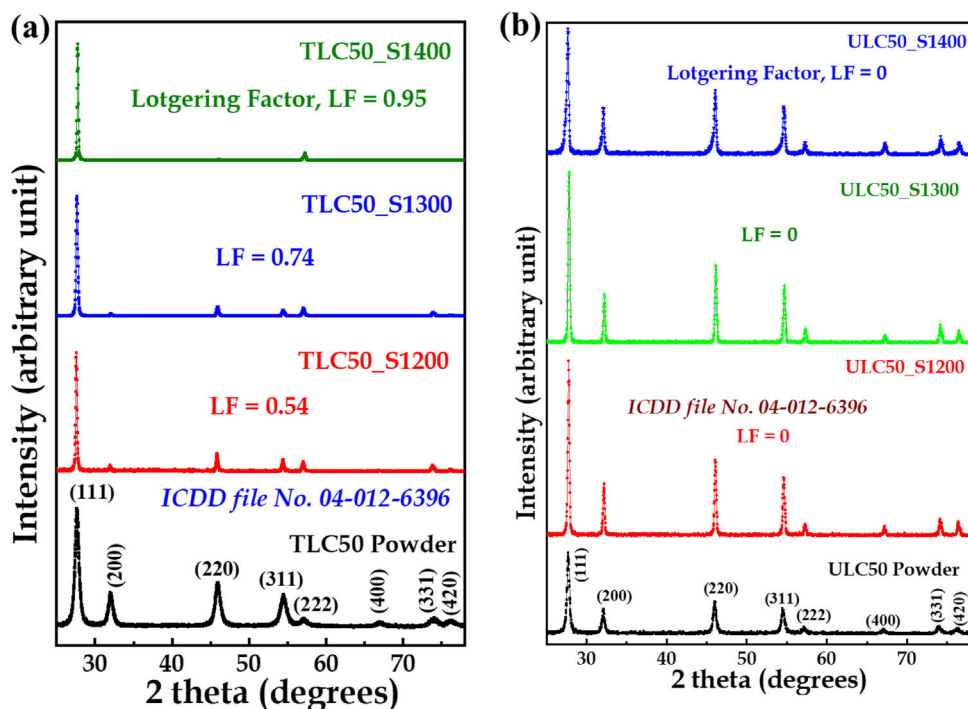 (a)
TLC50_S1400
Lotgering Factor, LF = 0.95
TLC50_S1300
LF = 0.74
TLC50_S1200
LF = 0.54
(111)
ICDD file No. 04-012-6396
TLC50 Powder
(200)
(220)
(311)
(222)
(400)
(331)
(420)
30 40 50 60 70
2 theta (degrees)
Intensity (arbitrary unit)
(b)
ULC50_S1400
Lotgering Factor, LF = 0
ULC50_S1300
LF = 0
ULC50_S1200
ICDD file No. 04-012-6396
LF = 0
ULC50 Powder
(111)
(200)
(220)
(311)
(222)
(400)
(331)
(420)
30 40 50 60 70
2 theta (degrees)
Intensity (arbitrary unit)